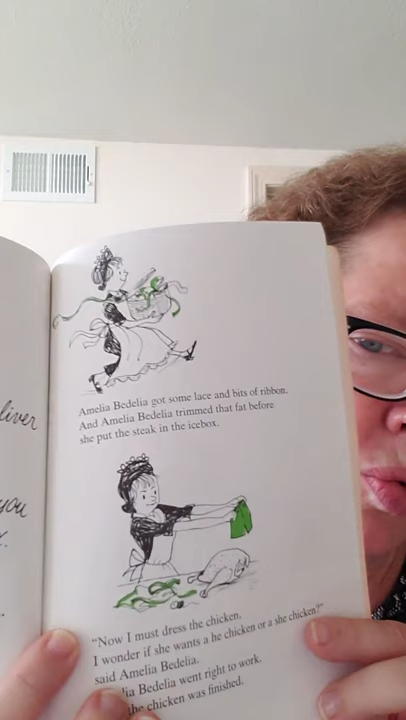 liver
you
Amelia Bedelia got some lace and bits of ribbon.
And Amelia Bedelia trimmed that fat before
she put the steak in the icebox.
"Now I must dress the chicken.
I wonder if she wants a he chicken or a she chicken?"
said Amelia Bedelia.
Bedelia went right to work.
the chicken was finished.